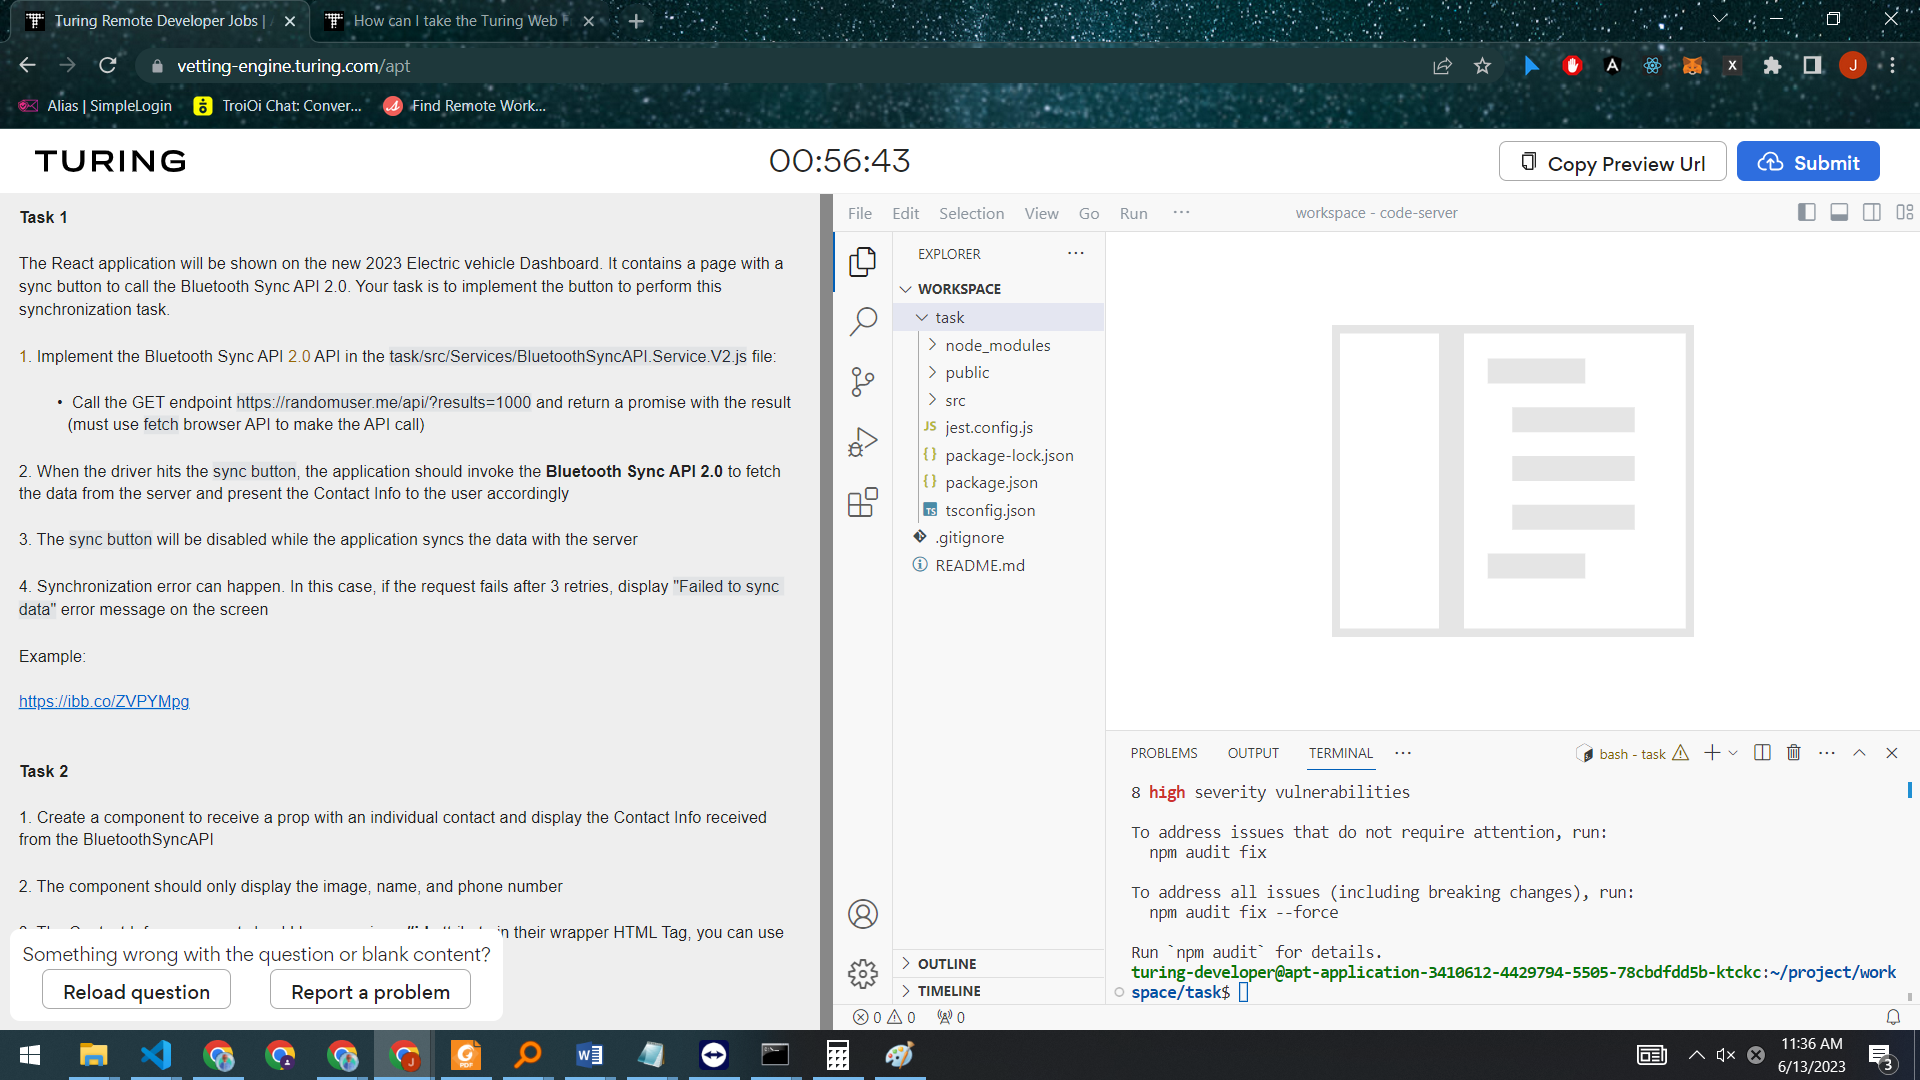 Turing Remote Developer Jobs |
How can I take the Turing Web
vetting-engine.turing.com/apt
Alias | SimpleLogin
TroiOi Chat: Conver...
Find Remote Work...
TURING
00:56:43
Copy Preview Url
Submit
Task 1
The React application will be shown on the new 2023 Electric vehicle Dashboard. It contains a page with a
sync button to call the Bluetooth Sync API 2.0. Your task is to implement the button to perform this
synchronization task.
1. Implement the Bluetooth Sync API 2.0 API in the task/src/Services/BluetoothSyncAPI.Service.V2.js file:
• Call the GET endpoint https://randomuser.me/api/?results=1000 and return a promise with the result
(must use fetch browser API to make the API call)
2. When the driver hits the sync button, the application should invoke the Bluetooth Sync API 2.0 to fetch
the data from the server and present the Contact Info to the user accordingly
3. The sync button will be disabled while the application syncs the data with the server
4. Synchronization error can happen. In this case, if the request fails after 3 retries, display "Failed to sync
data" error message on the screen
Example:
https://ibb.co/ZVPYMpg
Task 2
1. Create a component to receive a prop with an individual contact and display the Contact Info received
from the BluetoothSyncAPI
2. The component should only display the image, name, and phone number
in their wrapper HTML Tag, you can use
Something wrong with the question or blank content?
Reload question
Report a problem
File Edit Selection View Go Run ···
workspace - code-server
EXPLORER
WORKSPACE
task
node_modules
public
src
JS jest.config.js
{} package-lock.json
{} package.json
TS tsconfig.json
.gitignore
README.md
OUTLINE
TIMELINE
PROBLEMS OUTPUT TERMINAL ···
bash - task
8 high severity vulnerabilities
To address issues that do not require attention, run:
npm audit fix
To address all issues (including breaking changes), run:
npm audit fix --force
Run `npm audit` for details.
turing-developer@apt-application-3410612-4429794-5505-78cbdfdd5b-ktckc:~/project/work
space/task$
0 0 0
11:36 AM
6/13/2023
3